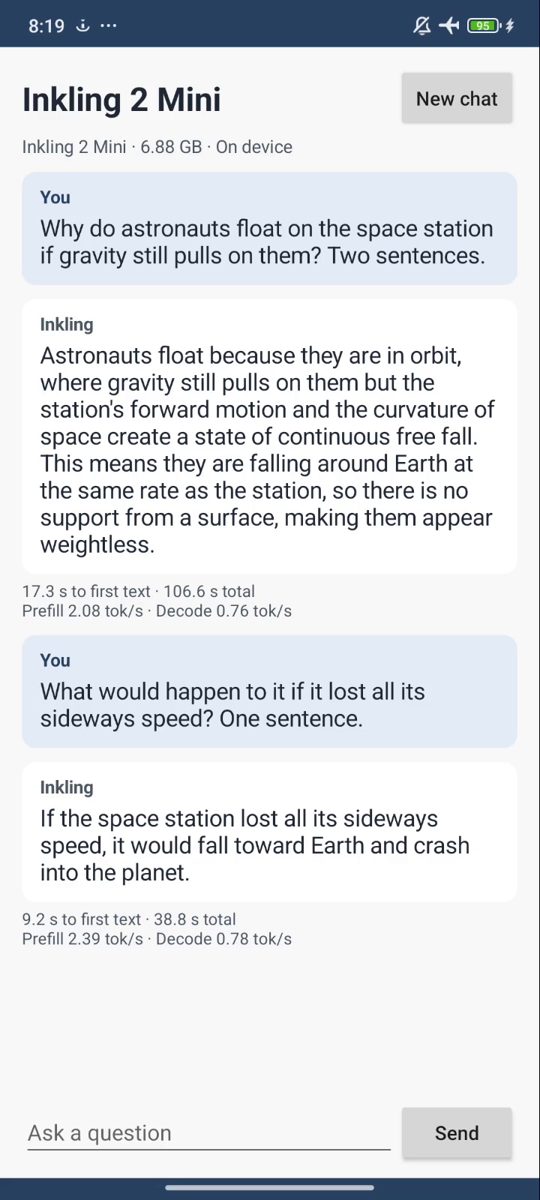 8:19 ...
95
Inkling 2 Mini
New chat
Inkling 2 Mini · 6.88 GB · On device
You
Why do astronauts float on the space station
if gravity still pulls on them? Two sentences.
Inkling
Astronauts float because they are in orbit,
where gravity still pulls on them but the
station's forward motion and the curvature of
space create a state of continuous free fall.
This means they are falling around Earth at
the same rate as the station, so there is no
support from a surface, making them appear
weightless.
17.3 s to first text · 106.6 s total
Prefill 2.08 tok/s · Decode 0.76 tok/s
You
What would happen to it if it lost all its
sideways speed? One sentence.
Inkling
If the space station lost all its sideways
speed, it would fall toward Earth and crash
into the planet.
9.2 s to first text · 38.8 s total
Prefill 2.39 tok/s · Decode 0.78 tok/s
Ask a question
Send